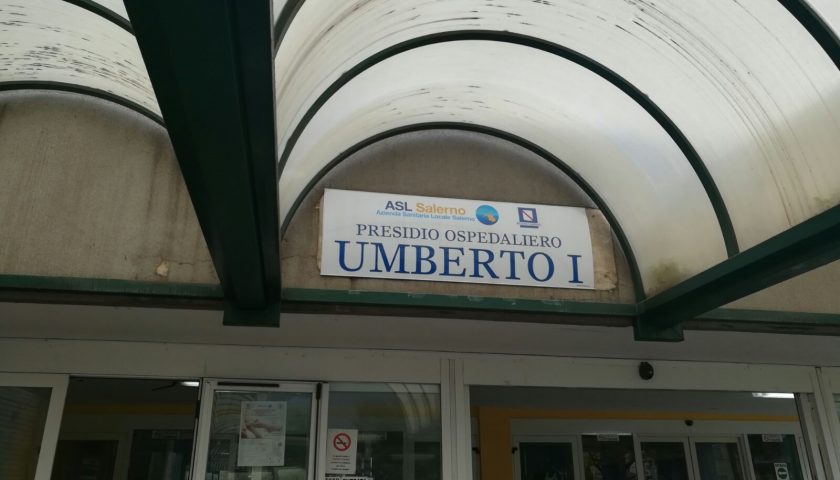 ASL Salerno
Azienda Sanitaria Locale Salerno
PRESIDIO OSPEDALIERO
UMBERTO I